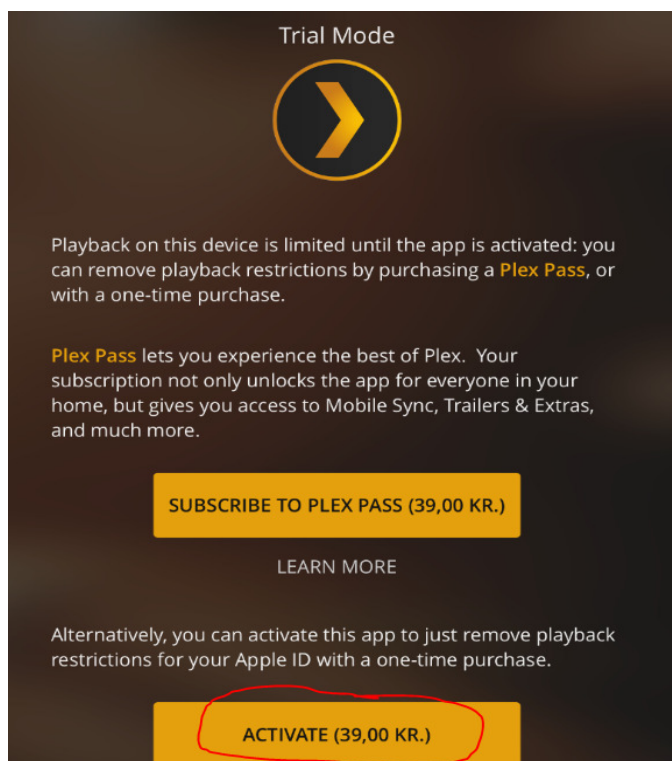 Trial Mode
Playback on this device is limited until the app is activated: you
can remove playback restrictions by purchasing a Plex Pass, or
with a one-time purchase.
Plex Pass lets you experience the best of Plex. Your
subscription not only unlocks the app for everyone in your
home, but gives you access to Mobile Sync, Trailers & Extras,
and much more.
SUBSCRIBE TO PLEX PASS (39,00 KR.)
LEARN MORE
Alternatively, you can activate this app to just remove playback
restrictions for your Apple ID with a one-time purchase.
ACTIVATE (39,00 KR.)